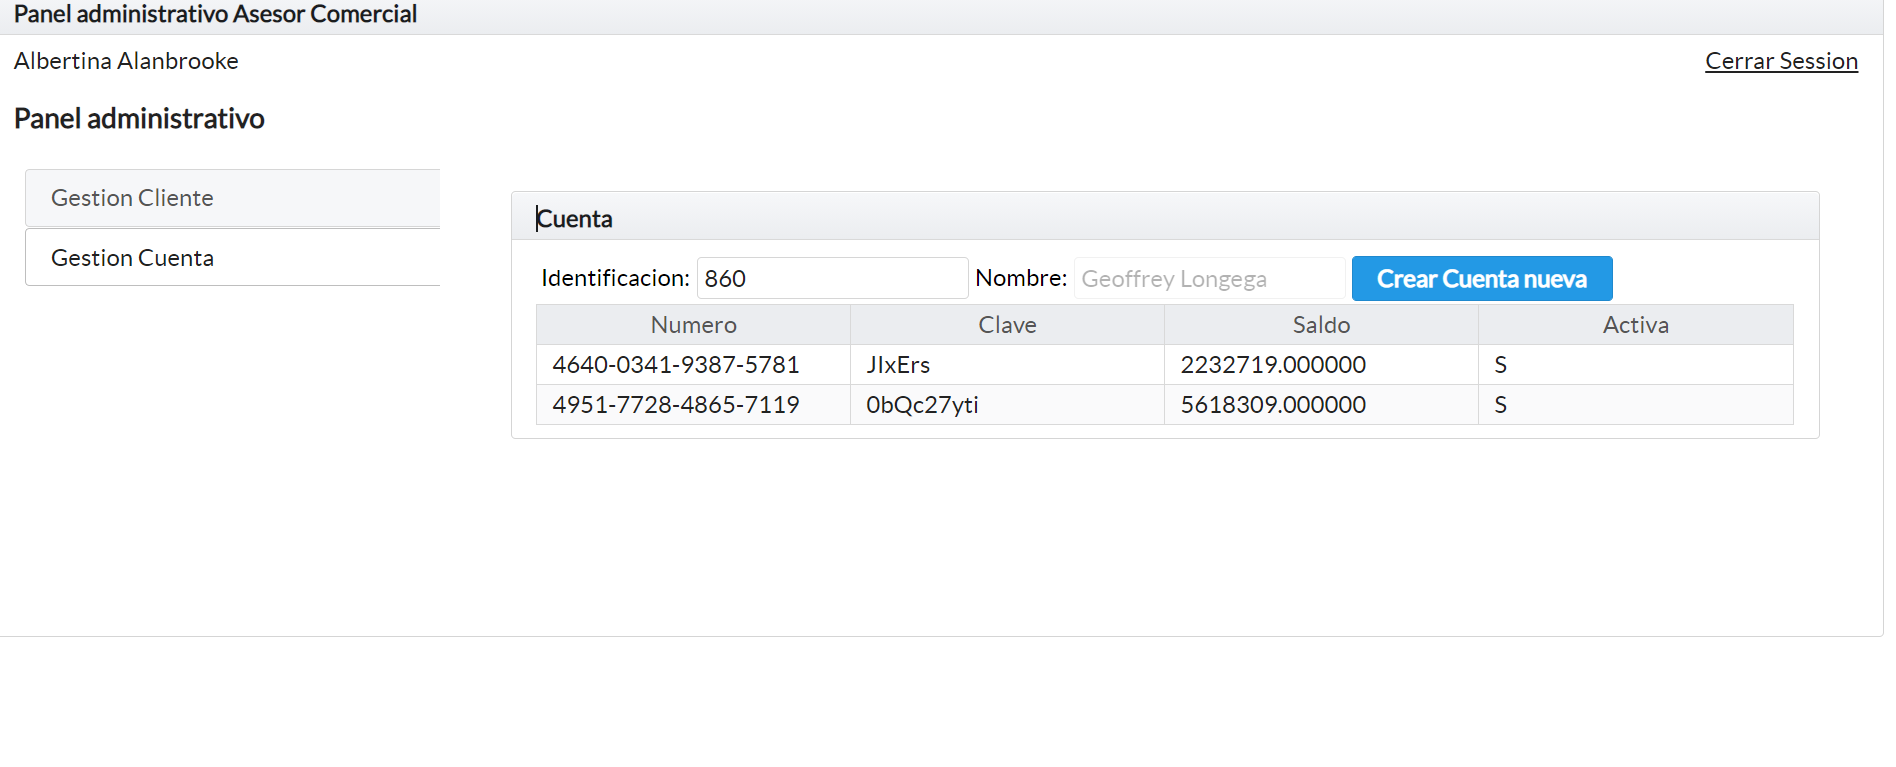 Panel administrativo Asesor Comercial
Albertina Alanbrooke Cerrar Session
Panel administrativo
Gestion Cliente
Gestion Cuenta
Cuenta
Identificacion: 860 Nombre: Geoffrey Longega Crear Cuenta nueva
Numero Clave Saldo Activa
4640-0341-9387-5781 JIxErs 2232719.000000 S
4951-7728-4865-7119 0bQc27yti 5618309.000000 S